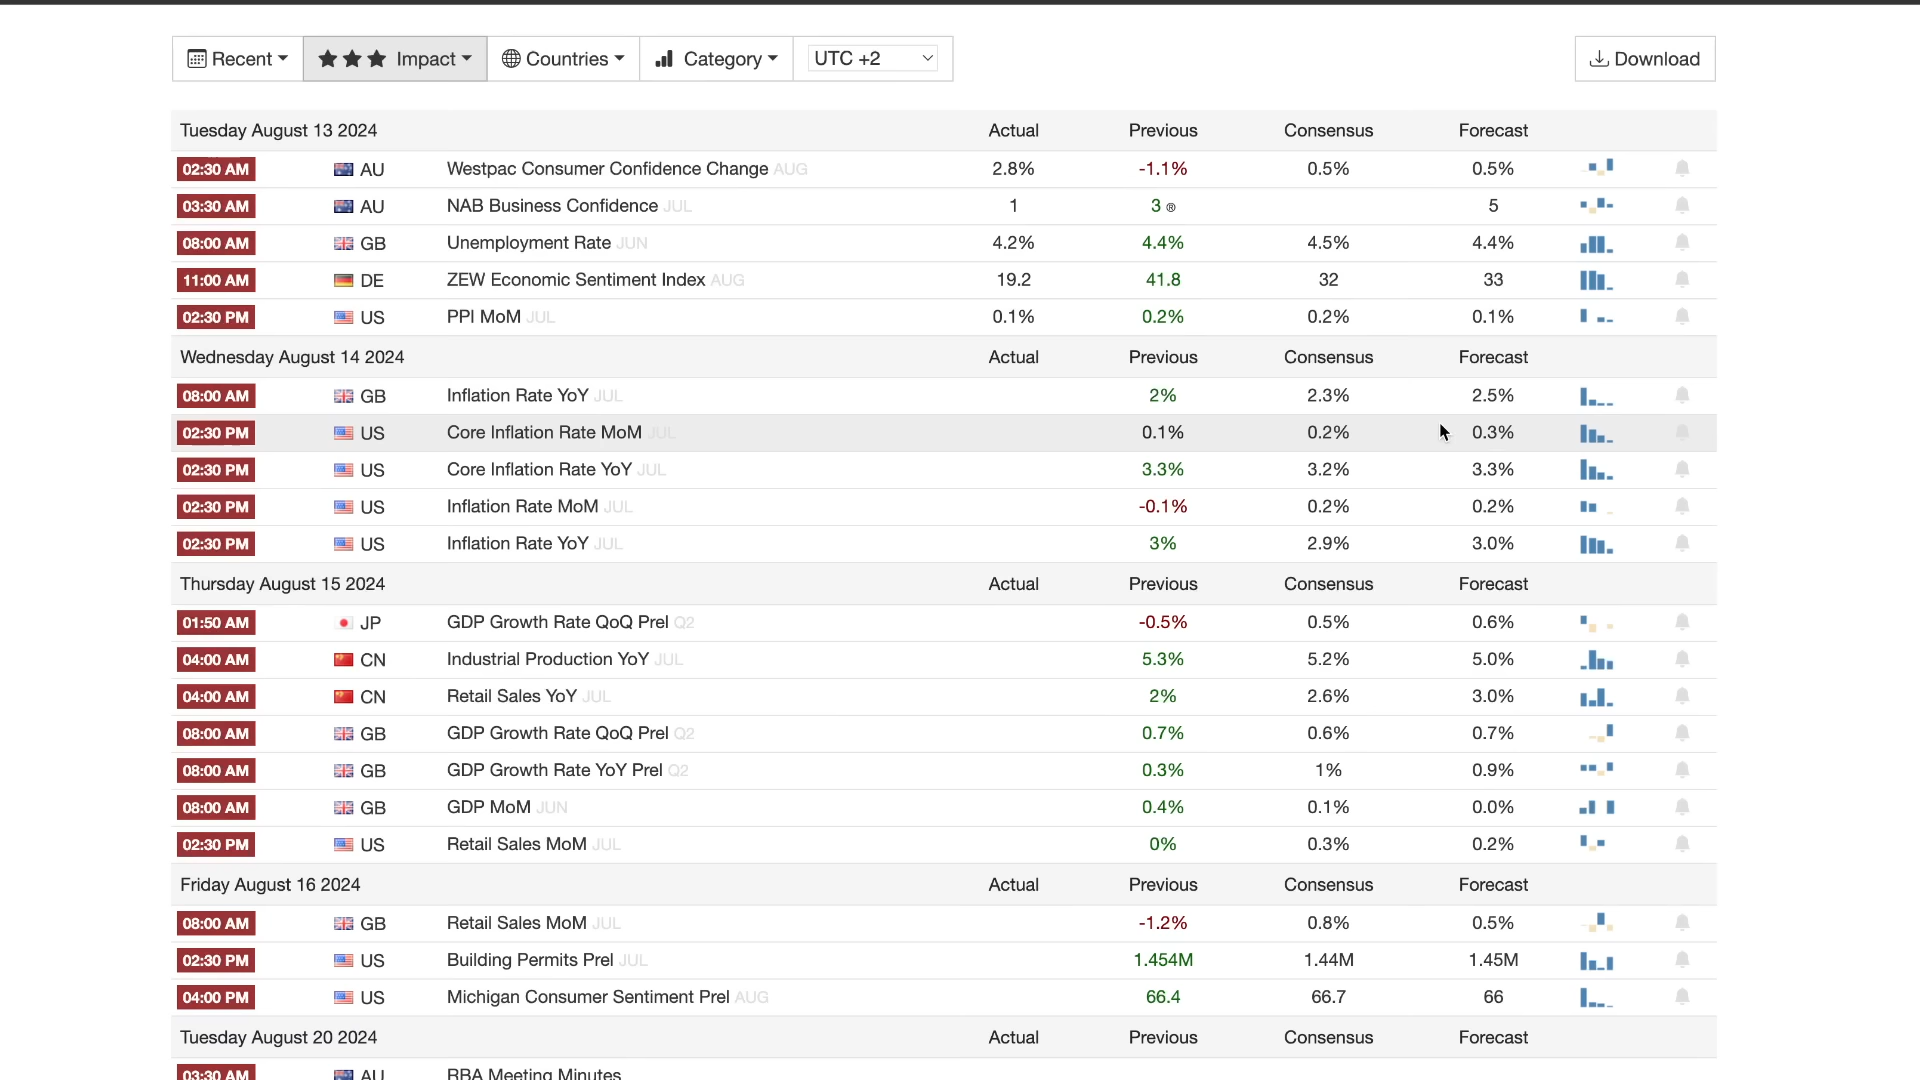 Recent Impact Countries Category UTC +2 Download
Tuesday August 13 2024 Actual Previous Consensus Forecast
02:30 AM AU Westpac Consumer Confidence Change AUG 2.8% -1.1% 0.5% 0.5%
03:30 AM AU NAB Business Confidence JUL 1 3 ® 5
08:00 AM GB Unemployment Rate JUN 4.2% 4.4% 4.5% 4.4%
11:00 AM DE ZEW Economic Sentiment Index AUG 19.2 41.8 32 33
02:30 PM US PPI MoM JUL 0.1% 0.2% 0.2% 0.1%
Wednesday August 14 2024 Actual Previous Consensus Forecast
08:00 AM GB Inflation Rate YoY JUL 2% 2.3% 2.5%
02:30 PM US Core Inflation Rate MoM JUL 0.1% 0.2% 0.3%
02:30 PM US Core Inflation Rate YoY JUL 3.3% 3.2% 3.3%
02:30 PM US Inflation Rate MoM JUL -0.1% 0.2% 0.2%
02:30 PM US Inflation Rate YoY JUL 3% 2.9% 3.0%
Thursday August 15 2024 Actual Previous Consensus Forecast
01:50 AM JP GDP Growth Rate QoQ Prel Q2 -0.5% 0.5% 0.6%
04:00 AM CN Industrial Production YoY JUL 5.3% 5.2% 5.0%
04:00 AM CN Retail Sales YoY JUL 2% 2.6% 3.0%
08:00 AM GB GDP Growth Rate QoQ Prel Q2 0.7% 0.6% 0.7%
08:00 AM GB GDP Growth Rate YoY Prel Q2 0.3% 1% 0.9%
08:00 AM GB GDP MoM JUN 0.4% 0.1% 0.0%
02:30 PM US Retail Sales MoM JUL 0% 0.3% 0.2%
Friday August 16 2024 Actual Previous Consensus Forecast
08:00 AM GB Retail Sales MoM JUL -1.2% 0.8% 0.5%
02:30 PM US Building Permits Prel JUL 1.454M 1.44M 1.45M
04:00 PM US Michigan Consumer Sentiment Prel AUG 66.4 66.7 66
Tuesday August 20 2024 Actual Previous Consensus Forecast
03:30 AM AU RBA Meeting Minutes